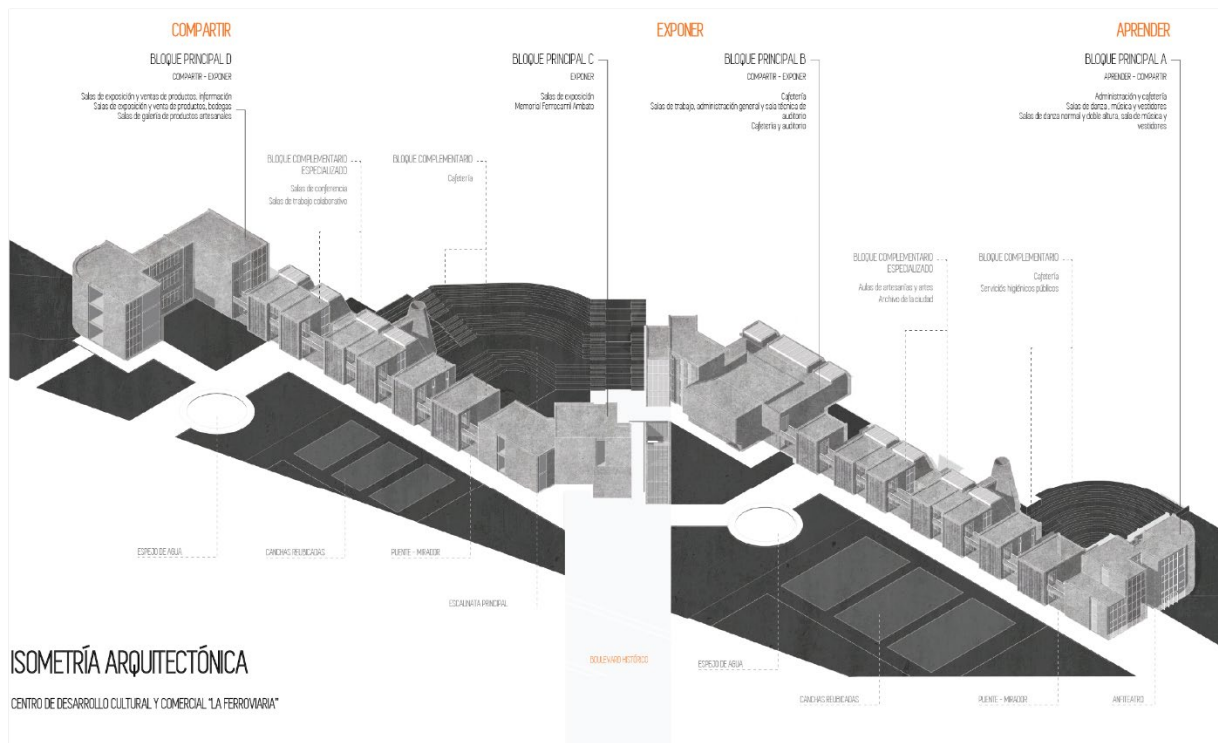 COMPARTIR
EXPONER
APRENDER
BLOQUE PRINCIPAL D
COMPARTIR - EXPONER
Salas de exposición y ventas de productos, información
Salas de exposición y venta de productos, bodegas
Salas de galería de productos artesanales
BLOQUE PRINCIPAL C
EXPONER
Salas de exposición
Memorial Ferrocarril Ambato
BLOQUE PRINCIPAL B
COMPARTIR - EXPONER
Cafetería
Salas de trabajo, administración general y sala técnica de
auditorio
Cafetería y auditorio
BLOQUE PRINCIPAL A
APRENDER - COMPARTIR
Administración y cafetería
Salas de danza , música y vestidores
Salas de danza normal y doble altura, sala de música y
vestidores
BLOQUE COMPLEMENTARIO
ESPECIALIZADO
Salas de conferencia
Salas de trabajo colaborativo
BLOQUE COMPLEMENTARIO
Cafetería
BLOQUE COMPLEMENTARIO
ESPECIALIZADO
Aulas de artesanías y artes
Archivo de la ciudad
BLOQUE COMPLEMENTARIO
Cafetería
Servicios higiénicos públicos
ESPEJO DE AGUA
CANCHAS REUBICADAS
PUENTE - MIRADOR
ESCALINATA PRINCIPAL
BOULEVARD HISTÓRICO
ESPEJO DE AGUA
CANCHAS REUBICADAS
PUENTE - MIRADOR
ANFITEATRO
ISOMETRÍA ARQUITECTÓNICA
CENTRO DE DESARROLLO CULTURAL Y COMERCIAL "LA FERROVIARIA"